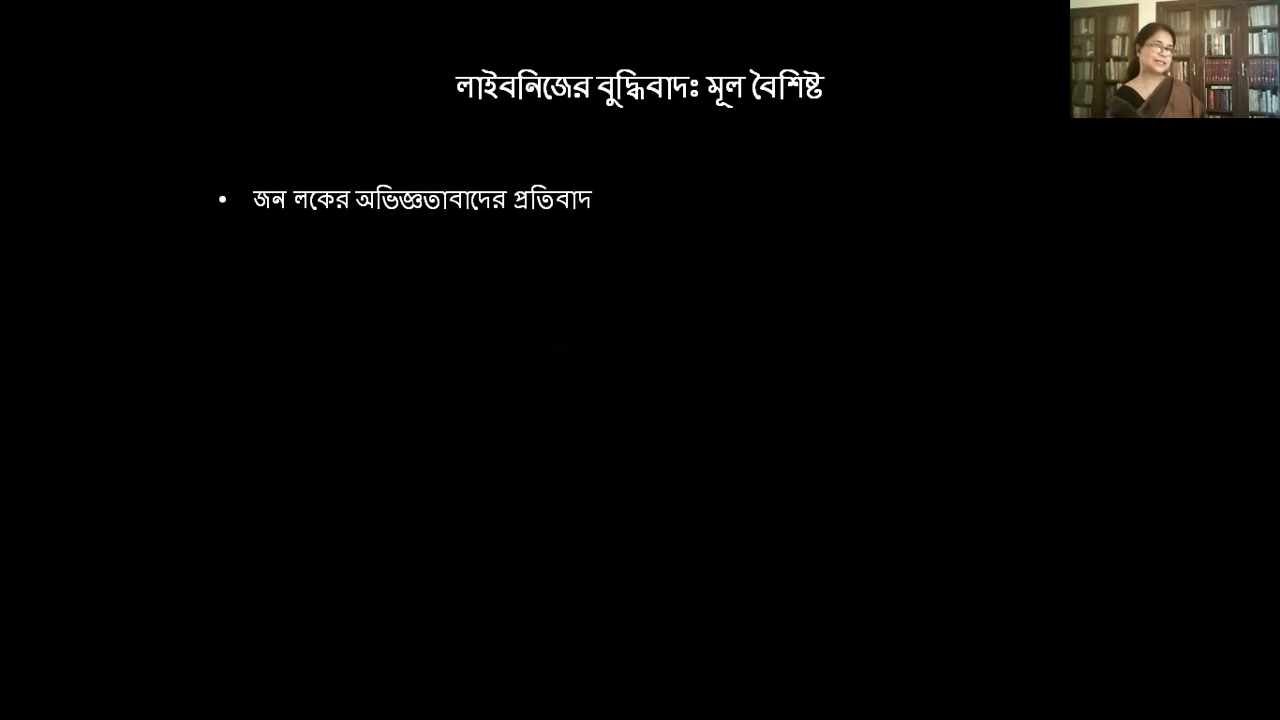 লাইবনিজের বুদ্ধিবাদঃ মূল বৈশিষ্ট
• জন লকের অভিজ্ঞতাবাদের প্রতিবাদ